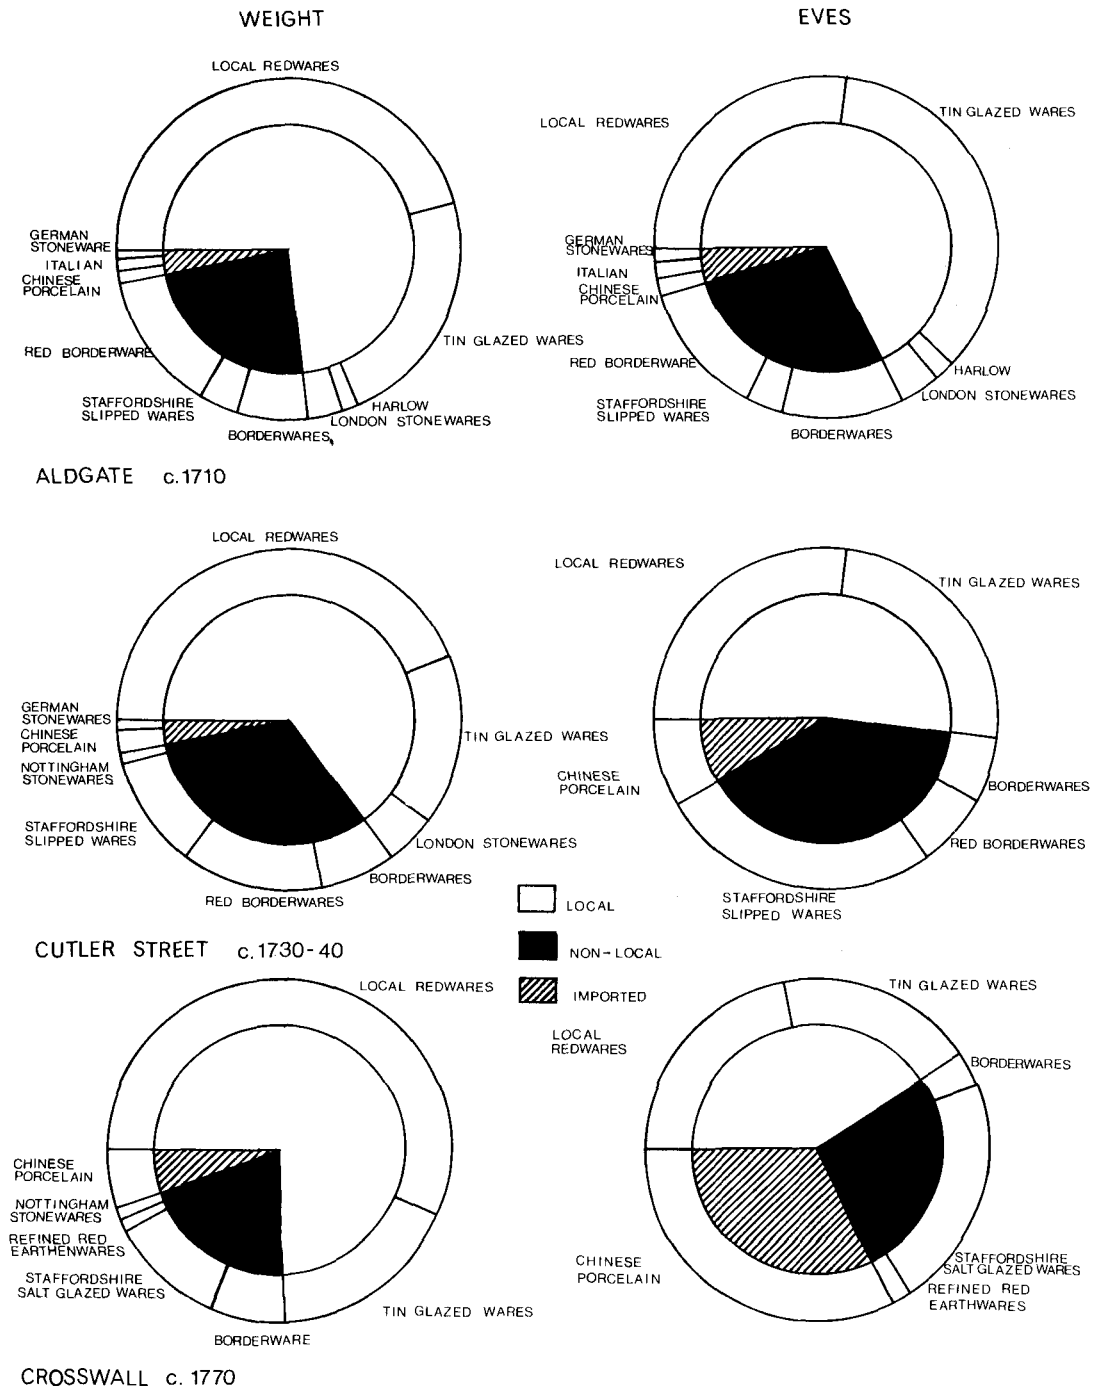 WEIGHT
EVES
LOCAL REDWARES
GERMAN
STONEWARE
ITALIAN
CHINESE
PORCELAIN
RED BORDERWARE
STAFFORDSHIRE
SLIPPED WARES
BORDERWARES
LONDON STONEWARES
HARLOW
TIN GLAZED WARES
LOCAL REDWARES
TIN GLAZED WARES
GERMAN
STONEWARES
ITALIAN
CHINESE
PORCELAIN
RED BORDERWARE
STAFFORDSHIRE
SLIPPED WARES
BORDERWARES
LONDON STONEWARES
HARLOW
ALDGATE c.1710
LOCAL REDWARES
GERMAN
STONEWARES
CHINESE
PORCELAIN
NOTTINGHAM
STONEWARES
STAFFORDSHIRE
SLIPPED WARES
RED BORDERWARES
BORDERWARES
LONDON STONEWARES
TIN GLAZED WARES
LOCAL REDWARES
TIN GLAZED WARES
CHINESE
PORCELAIN
BORDERWARES
RED BORDERWARES
STAFFORDSHIRE
SLIPPED WARES
LOCAL
NON-LOCAL
IMPORTED
CUTLER STREET c.1730-40
LOCAL REDWARES
CHINESE
PORCELAIN
NOTTINGHAM
STONEWARES
REFINED RED
EARTHENWARES
STAFFORDSHIRE
SALT GLAZED WARES
BORDERWARE
TIN GLAZED WARES
LOCAL
REDWARES
TIN GLAZED WARES
BORDERWARES
CHINESE
PORCELAIN
STAFFORDSHIRE
SALT GLAZED WARES
REFINED RED
EARTHWARES
CROSSWALL c. 1770